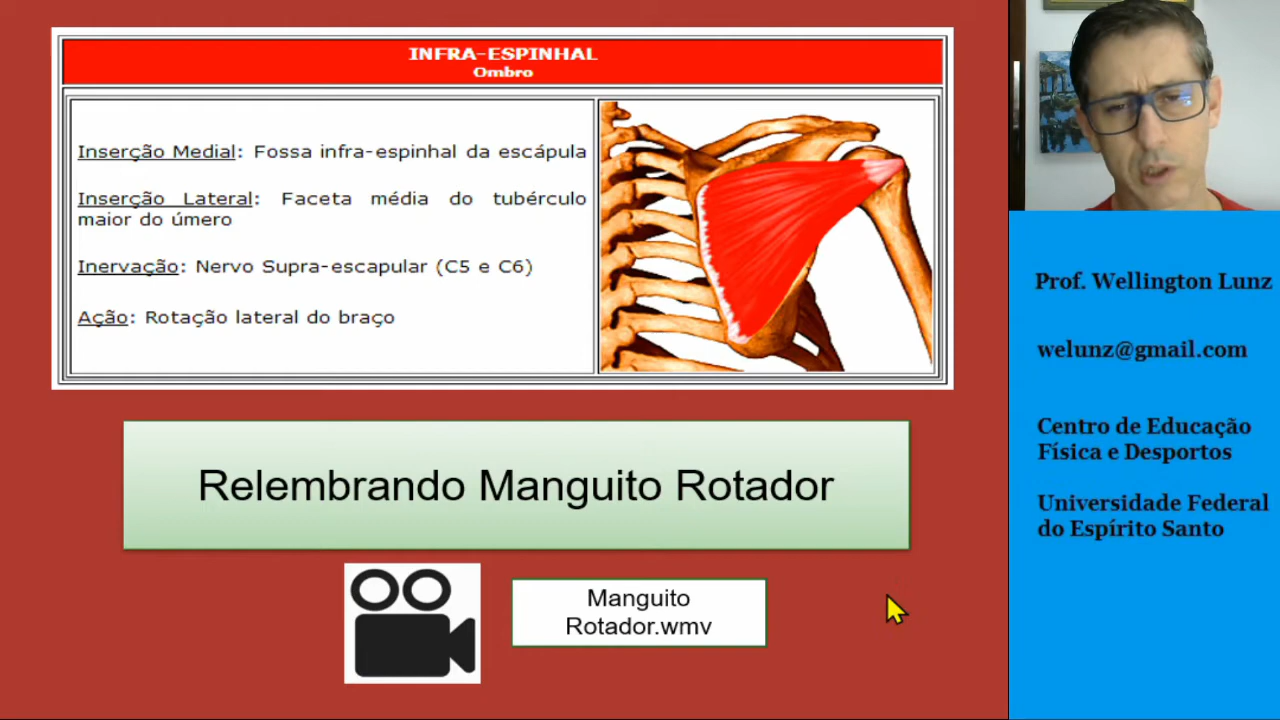 INFRA-ESPINHAL
Ombro
Inserção Medial: Fossa infra-espinhal da escápula
Inserção Lateral: Faceta média do tubérculo
maior do úmero
Inervação: Nervo Supra-escapular (C5 e C6)
Ação: Rotação lateral do braço
Relembrando Manguito Rotador
Manguito
Rotador.wmv
Prof. Wellington Lunz
welunz@gmail.com
Centro de Educação
Física e Desportos
Universidade Federal
do Espírito Santo